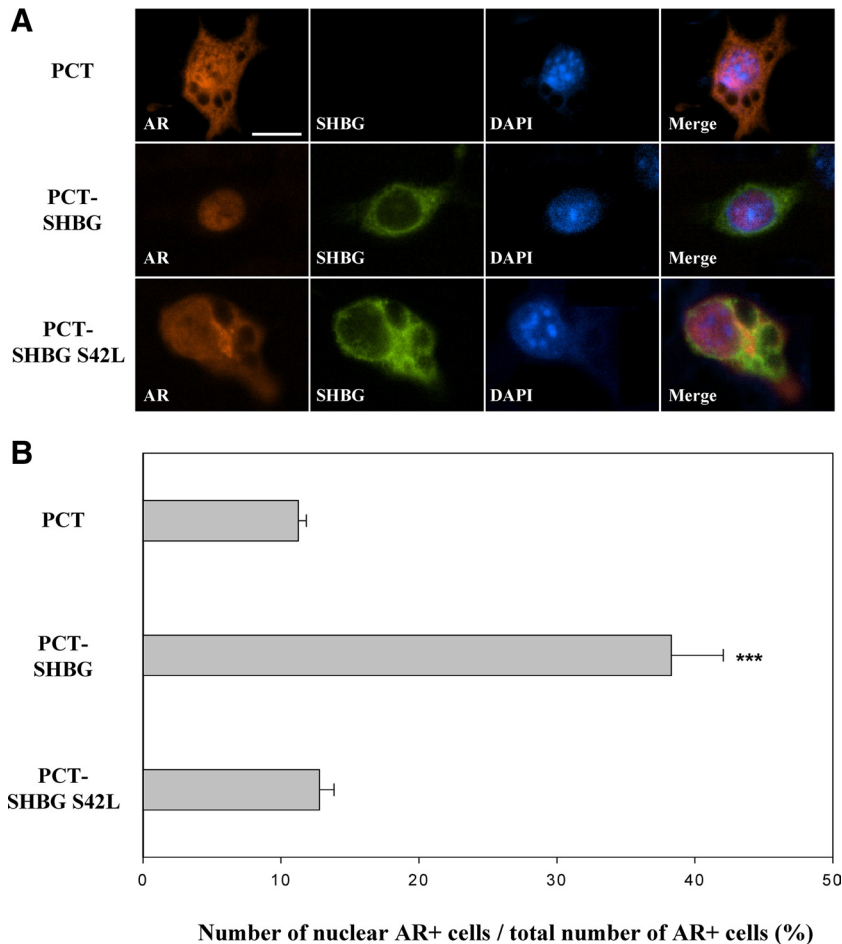 A
PCT
AR
SHBG
DAPI
Merge
PCT-
SHBG
AR
SHBG
DAPI
Merge
PCT-
SHBG S42L
AR
SHBG
DAPI
Merge
B
PCT
PCT-
SHBG
***
PCT-
SHBG S42L
0 10 20 30 40 50
Number of nuclear AR+ cells / total number of AR+ cells (%)